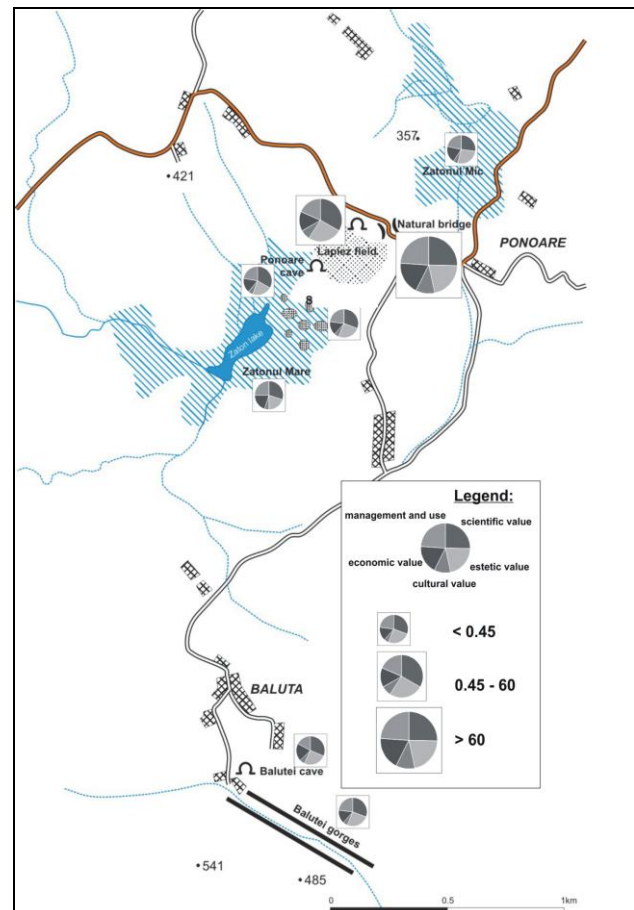 357
Zatonul Mic
421
Natural bridge
PONOARE
Lapiez field
Ponoare
cave
S
Zaton lake
Zatonul Mare
Legend:
management and use
scientific value
economic value
estetic value
cultural value
< 0.45
0.45 - 60
> 60
BALUTA
Balutei cave
Balutei gorges
541
485
0
0.5
1km